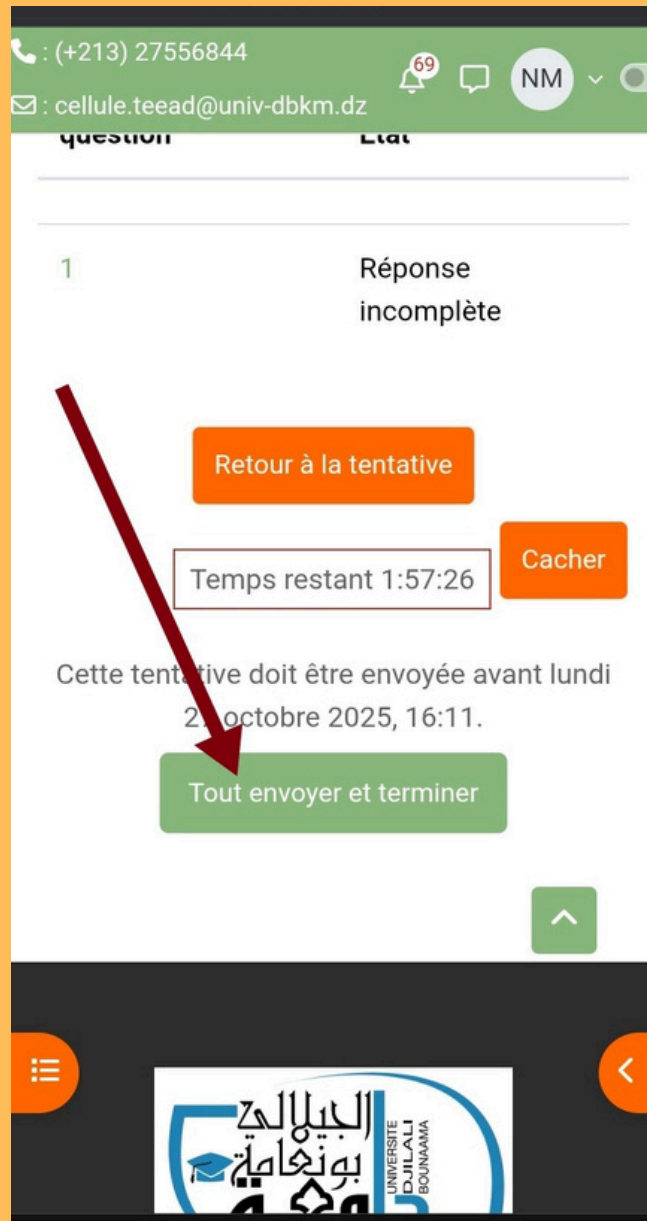 : (+213) 27556844
69
NM
: cellule.teead@univ-dbkm.dz
question État
1 Réponse
incomplète
Retour à la tentative
Cacher
Temps restant 1:57:26
Cette tentative doit être envoyée avant lundi
octobre 2025, 16:11.
Tout envoyer et terminer
الجيلالي
بونعامة
UNIVERSITE
DJILALI
BOUNAAMA